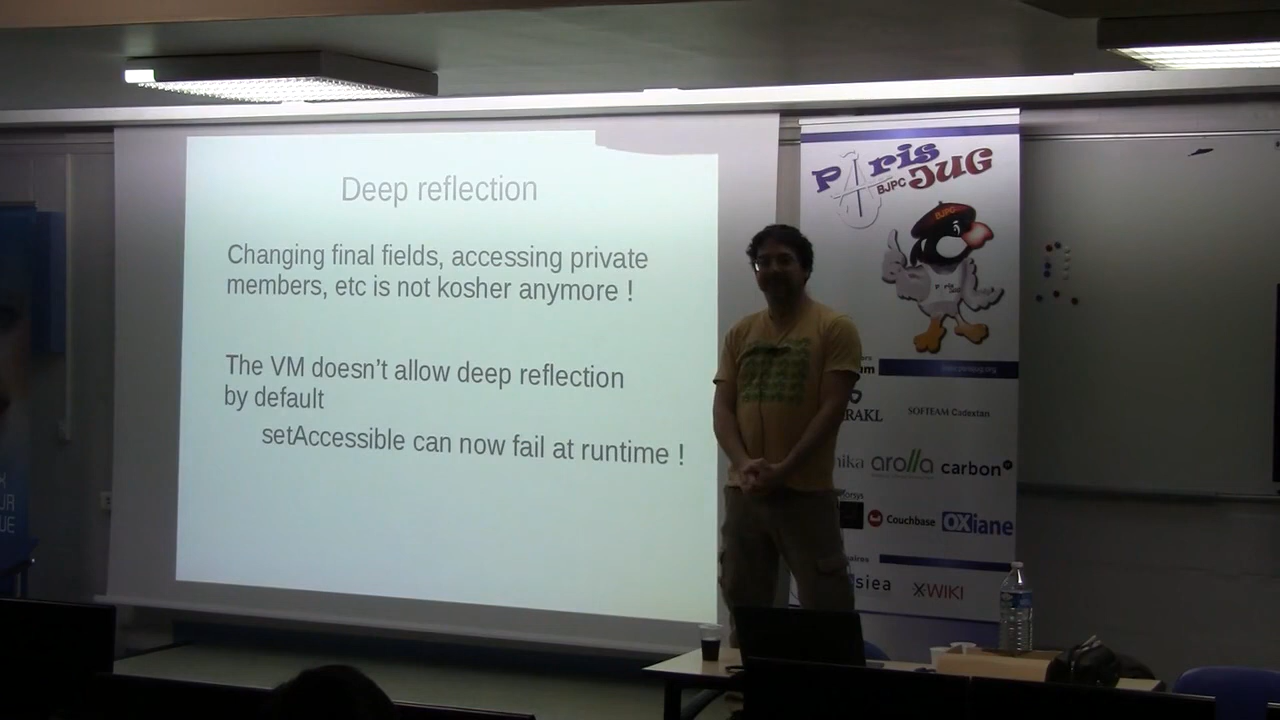 Deep reflection
Changing final fields, accessing private
members, etc is not kosher anymore !
The VM doesn't allow deep reflection
by default
setAccessible can now fail at runtime !
Paris
BJPC JUG
BJPC
Paris
SOFTEAM Cadextan
arolla carbon
Couchbase OXiane
siea XWIKI